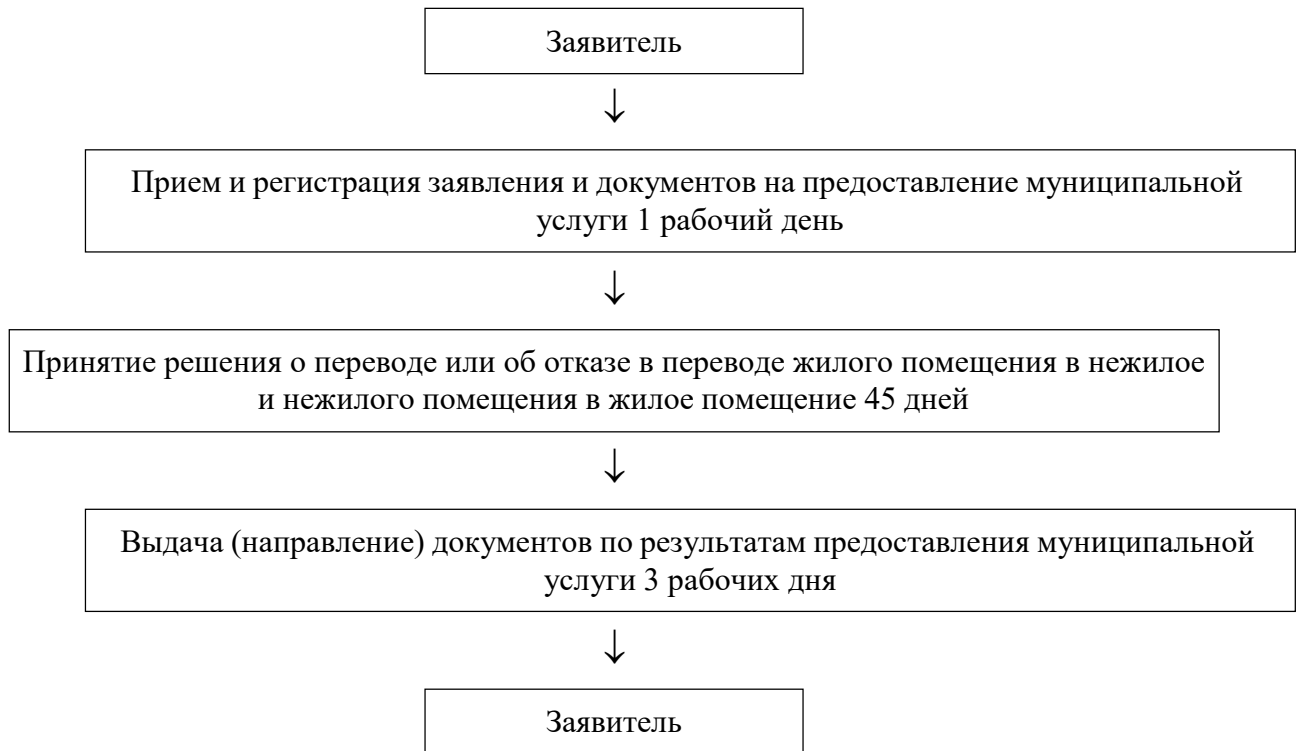 Заявитель
Прием и регистрация заявления и документов на предоставление муниципальной
услуги 1 рабочий день
Принятие решения о переводе или об отказе в переводе жилого помещения в нежилое
и нежилого помещения в жилое помещение 45 дней
Выдача (направление) документов по результатам предоставления муниципальной
услуги 3 рабочих дня
Заявитель